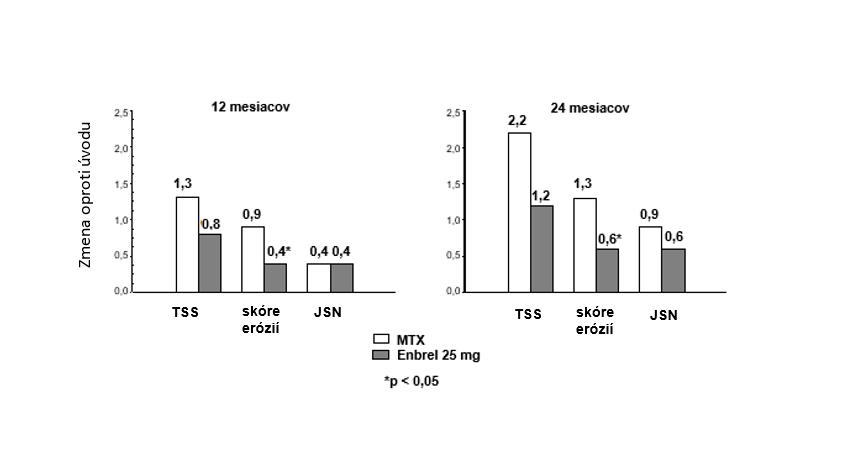 12 mesiacov
Zmena oproti úvodu
2,5
2,0
1,5
1,0
0,5
0,0
1,3
0,8
0,9
0,4*
0,4 0,4
TSS
skóre
erózií
JSN
24 mesiacov
2,5
2,0
1,5
1,0
0,5
0,0
2,2
1,2
1,3
0,6*
0,9
0,6
TSS
skóre
erózií
JSN
MTX
Enbrel 25 mg
*p < 0,05